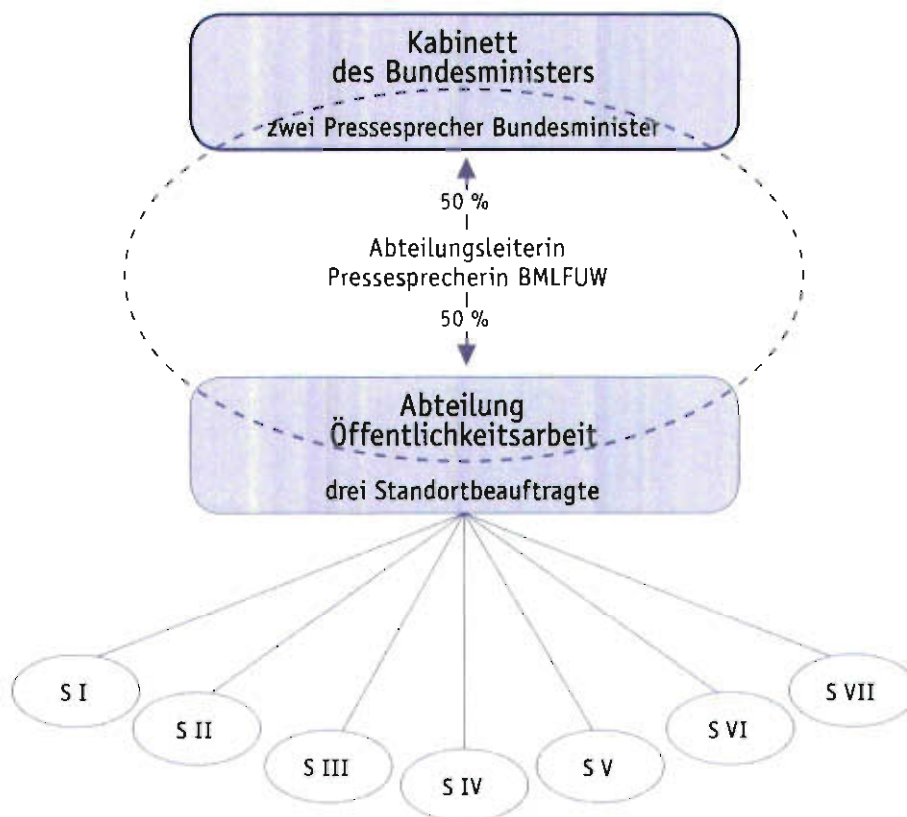 Kabinett
des Bundesministers
zwei Pressesprecher Bundesminister
50 %
Abteilungsleiterin
Pressesprecherin BMLFUW
50 %
Abteilung
Öffentlichkeitsarbeit
drei Standortbeauftragte
S I
S II
S III
S IV
S V
S VI
S VII